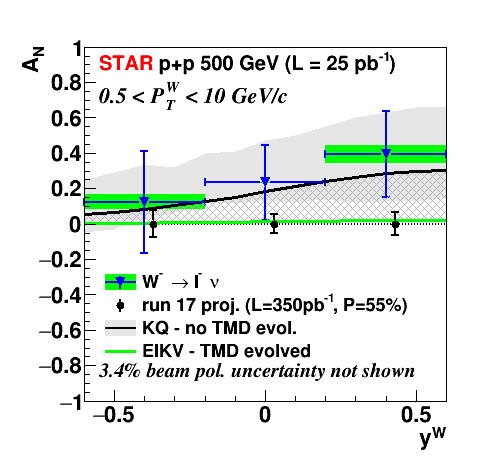 A_N
1
0.8
0.6
0.4
0.2
0
−0.2
−0.4
−0.6
−0.8
−1
STAR p+p 500 GeV (L = 25 pb⁻¹)
0.5 < P_T^W < 10 GeV/c
W⁻ → l⁻ ν
run 17 proj. (L=350pb⁻¹, P=55%)
KQ - no TMD evol.
EIKV - TMD evolved
3.4% beam pol. uncertainty not shown
−0.5 0 0.5
y^W